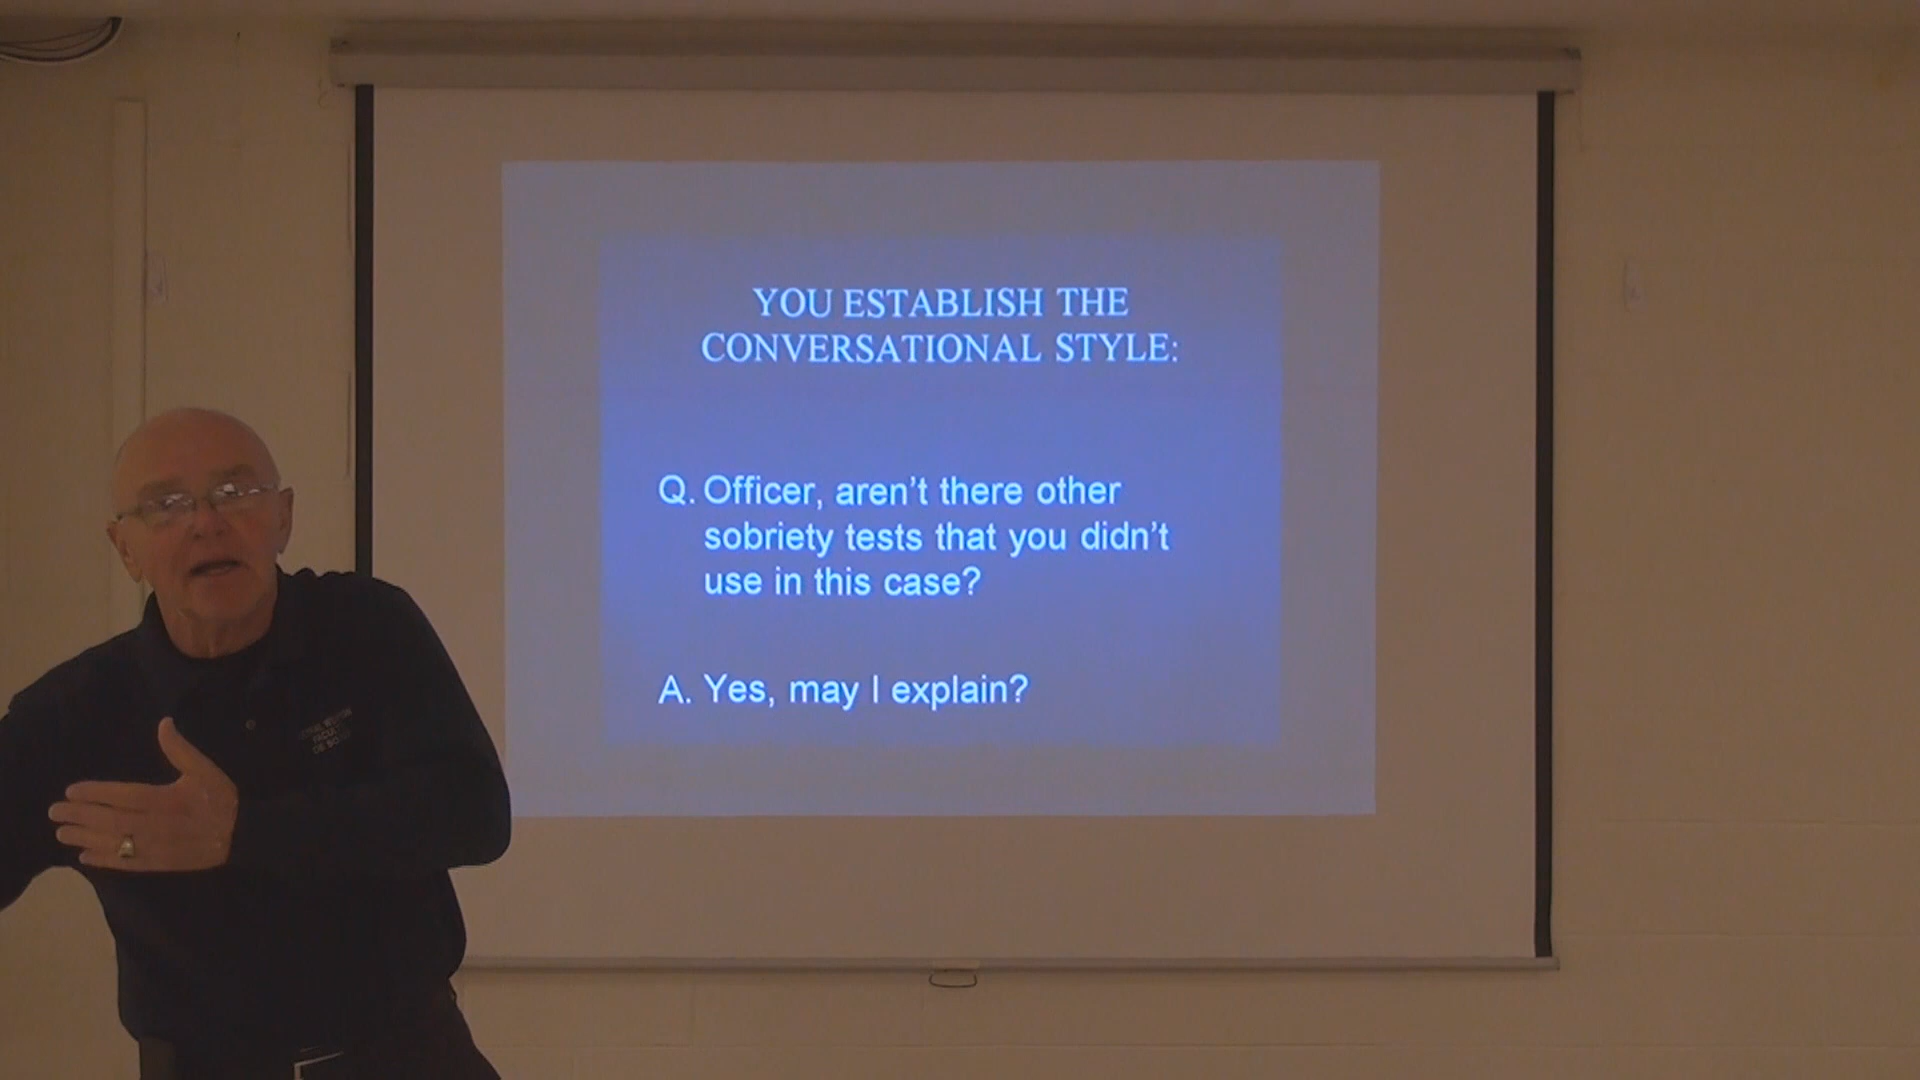 YOU ESTABLISH THE
CONVERSATIONAL STYLE:
Q. Officer, aren't there other
sobriety tests that you didn't
use in this case?
A. Yes, may I explain?